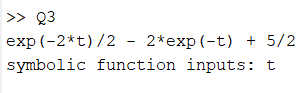 >> Q3
exp(-2*t)/2 - 2*exp(-t) + 5/2
symbolic function inputs: t